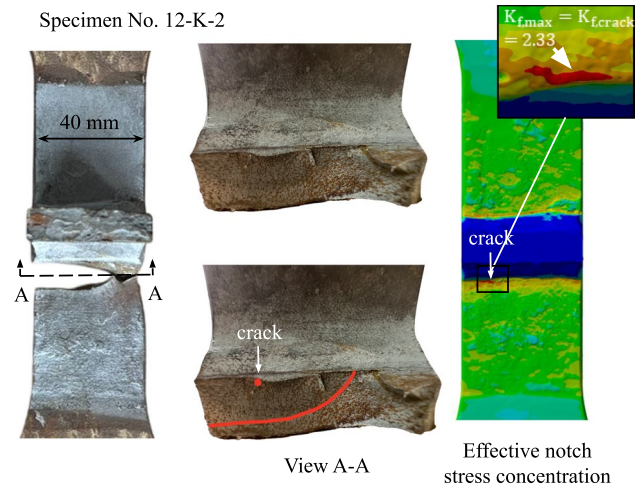 Specimen No. 12-K-2
K_f,max = K_f,crack
= 2.33
40 mm
crack
A
A
crack
View A-A
Effective notch
stress concentration